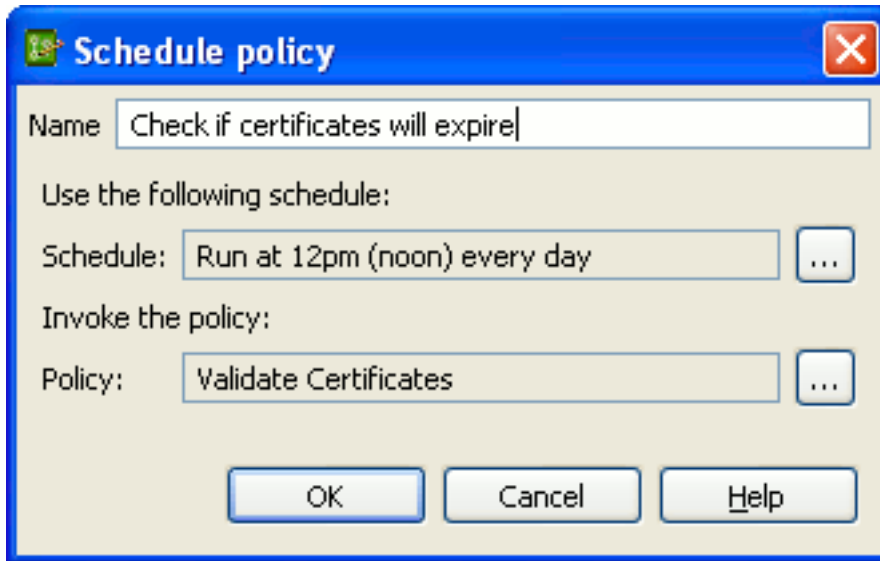 Schedule policy
Name Check if certificates will expire
Use the following schedule:
Schedule: Run at 12pm (noon) every day ...
Invoke the policy:
Policy: Validate Certificates ...
OK Cancel Help